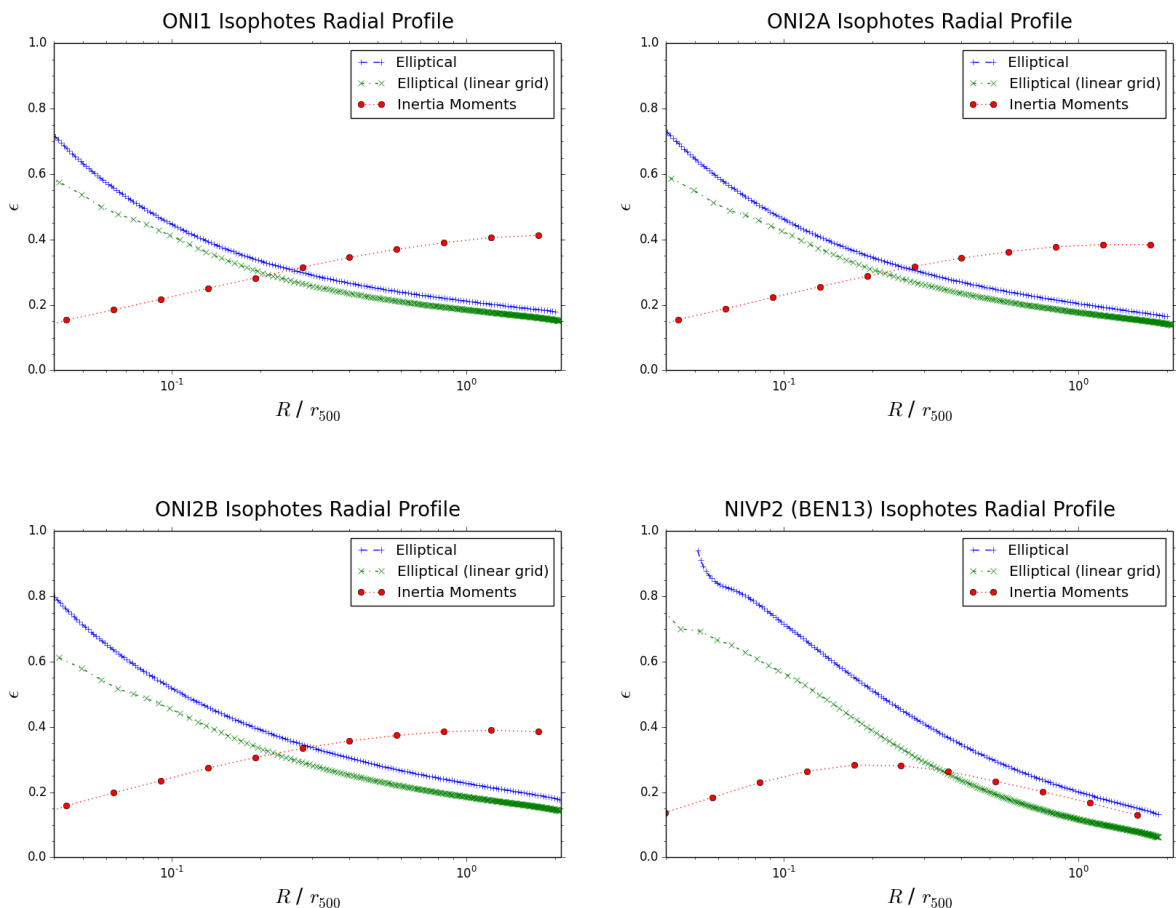 ONI1 Isophotes Radial Profile
1.0
0.8
0.6
0.4
0.2
0.0
ϵ
Elliptical
Elliptical (linear grid)
Inertia Moments
10⁻¹ 10⁰
R / r₅₀₀
ONI2A Isophotes Radial Profile
1.0
0.8
0.6
0.4
0.2
0.0
ϵ
Elliptical
Elliptical (linear grid)
Inertia Moments
10⁻¹ 10⁰
R / r₅₀₀
ONI2B Isophotes Radial Profile
1.0
0.8
0.6
0.4
0.2
0.0
ϵ
Elliptical
Elliptical (linear grid)
Inertia Moments
10⁻¹ 10⁰
R / r₅₀₀
NIVP2 (BEN13) Isophotes Radial Profile
1.0
0.8
0.6
0.4
0.2
0.0
ϵ
Elliptical
Elliptical (linear grid)
Inertia Moments
10⁻¹ 10⁰
R / r₅₀₀